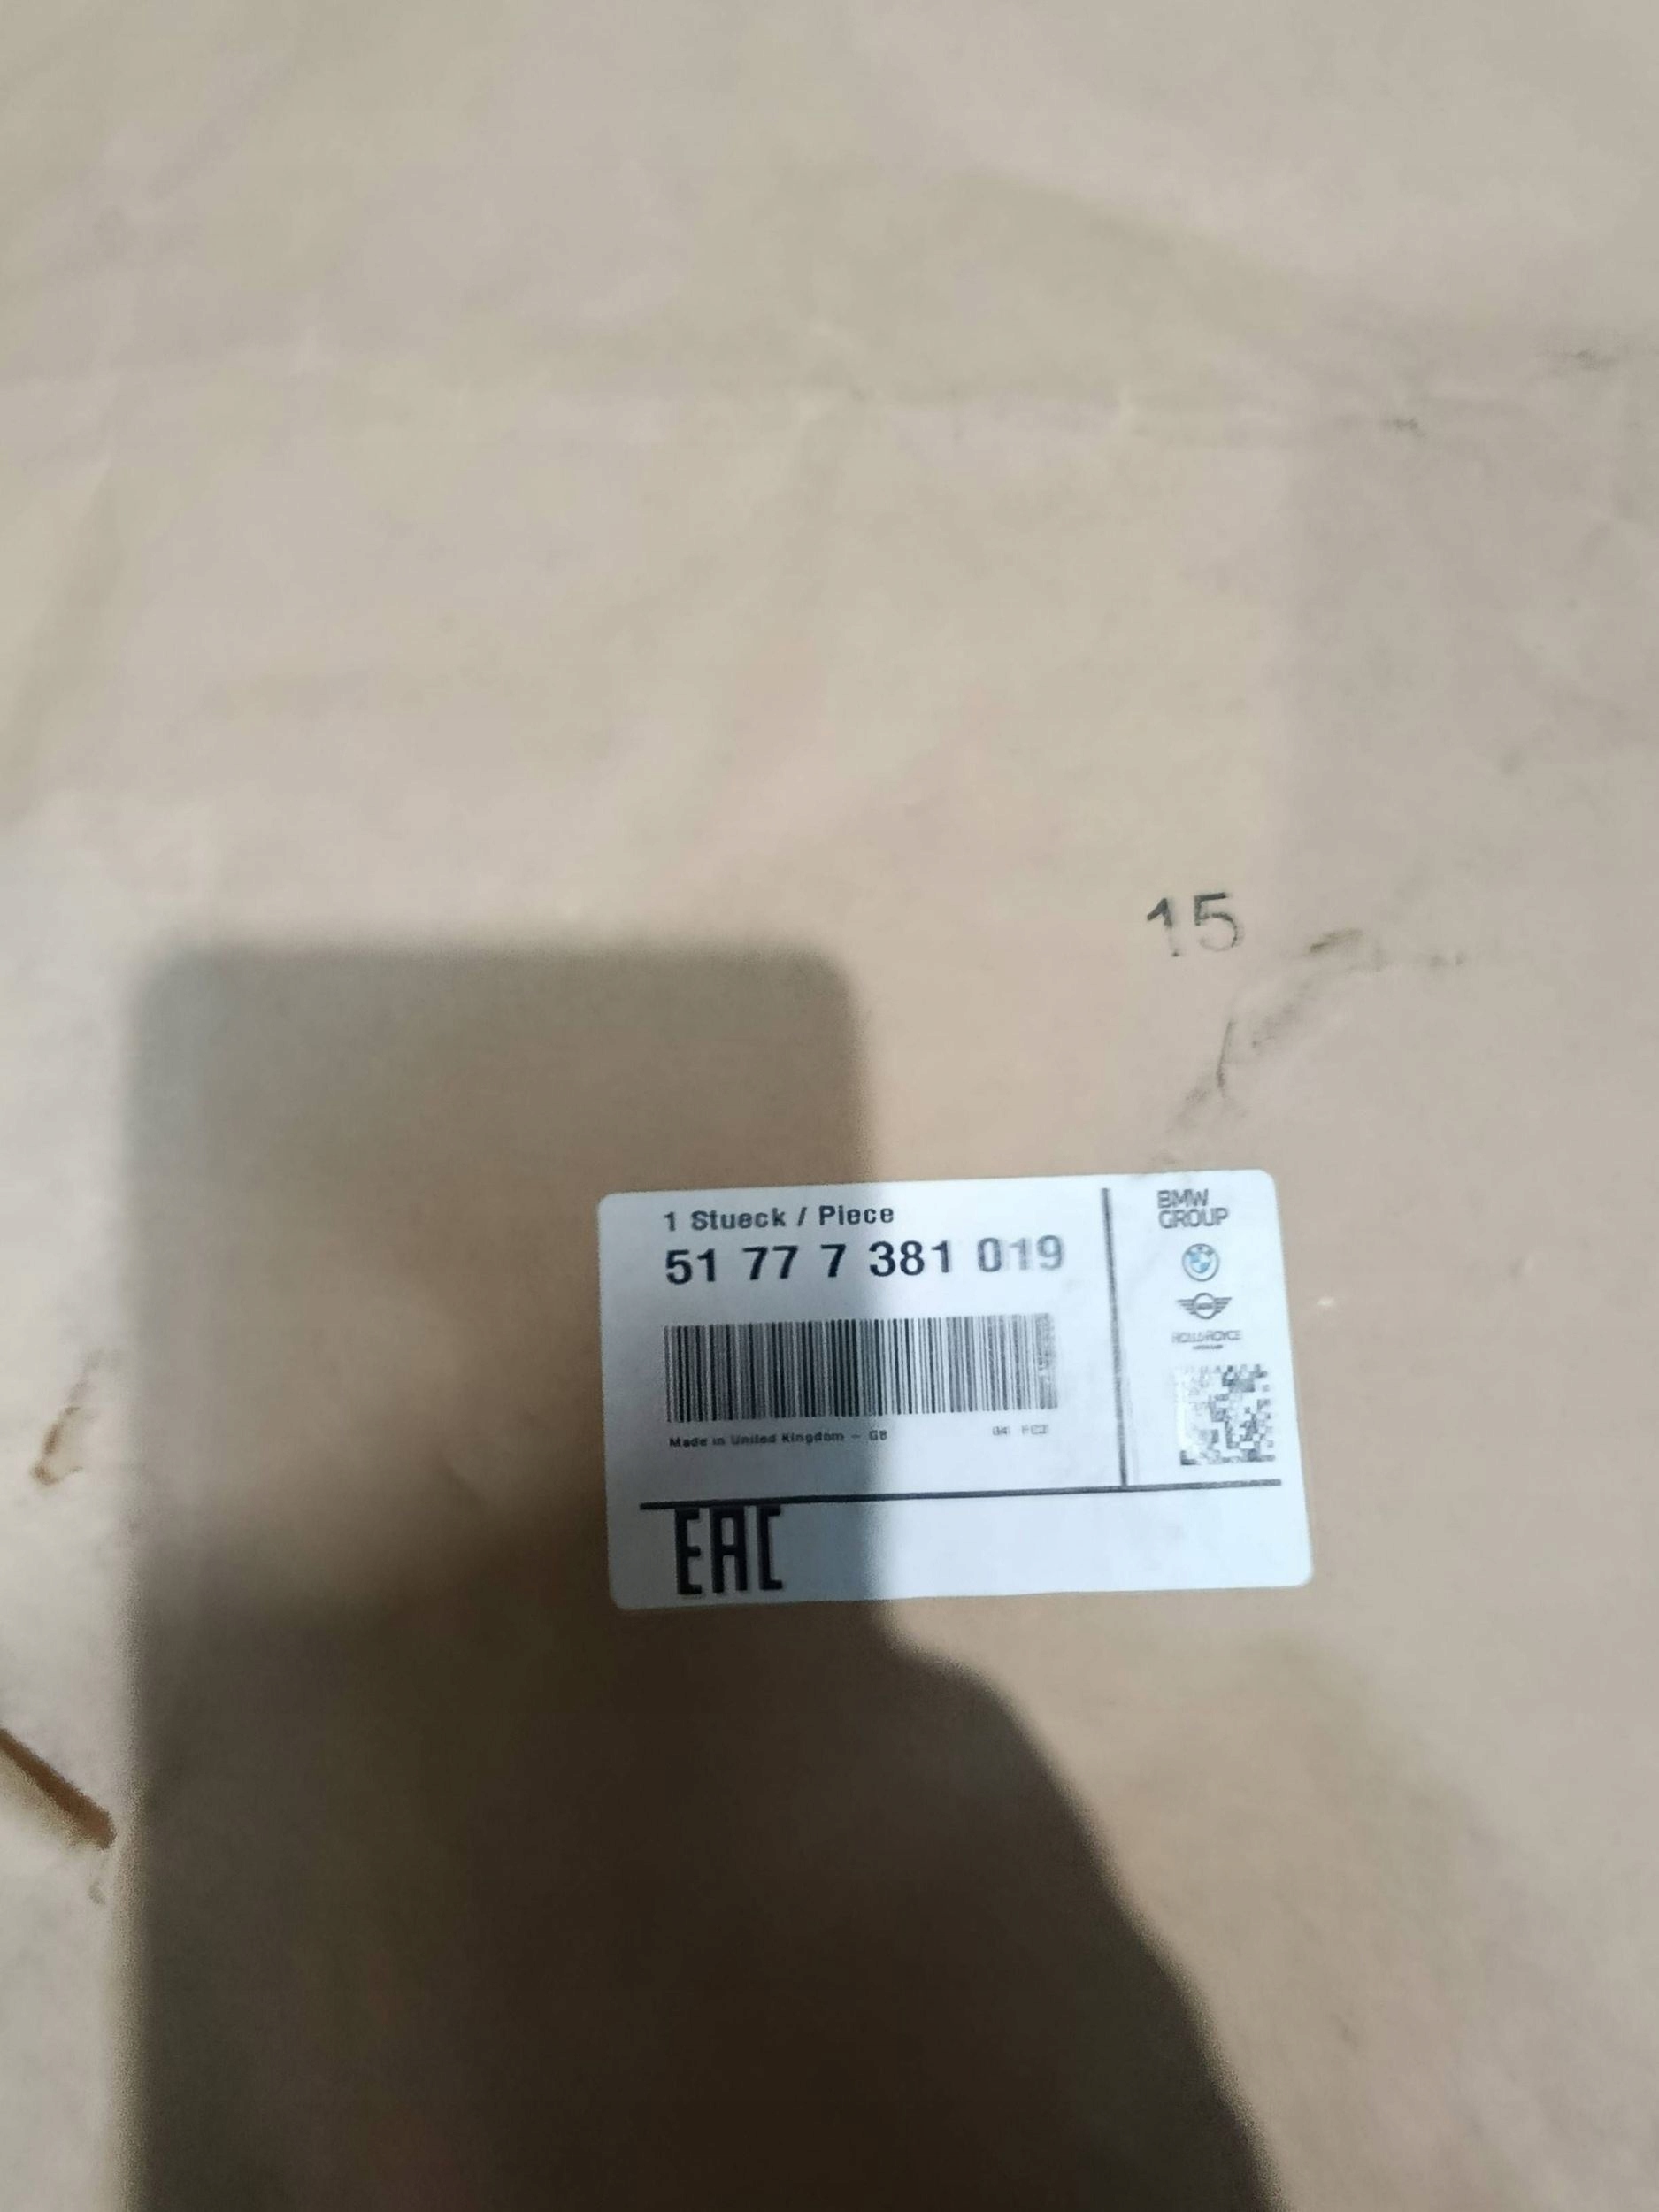 15
1 Stueck / Piece
51 77 7 381 019
Made in United Kingdom - GB
EAC
BMW
GROUP